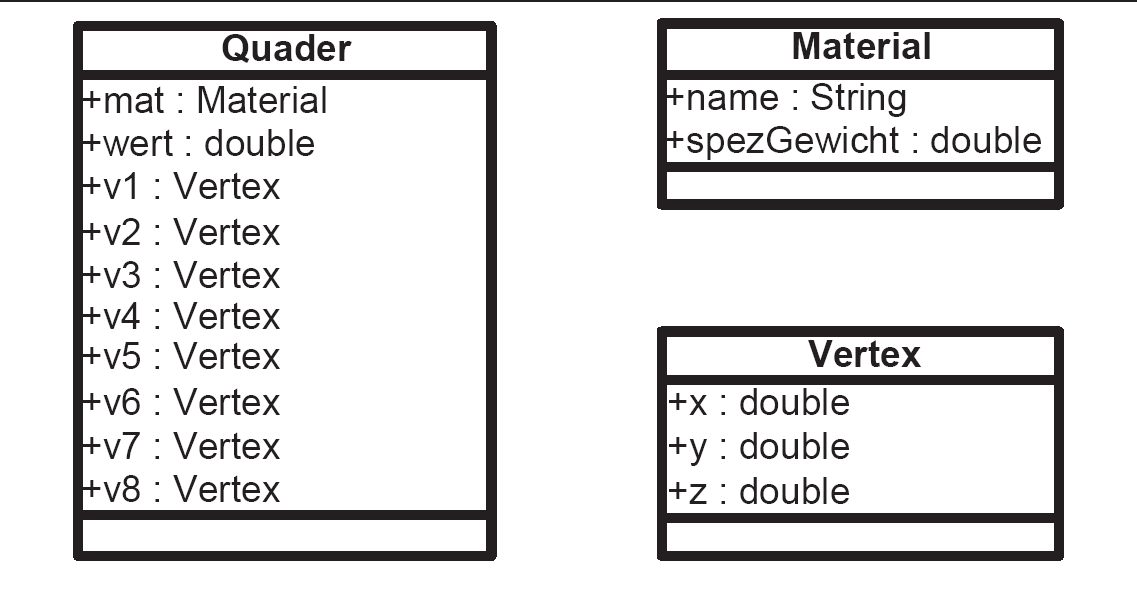 Quader
+mat : Material
+wert : double
+v1 : Vertex
+v2 : Vertex
+v3 : Vertex
+v4 : Vertex
+v5 : Vertex
+v6 : Vertex
+v7 : Vertex
+v8 : Vertex
Material
+name : String
+spezGewicht : double
Vertex
+x : double
+y : double
+z : double